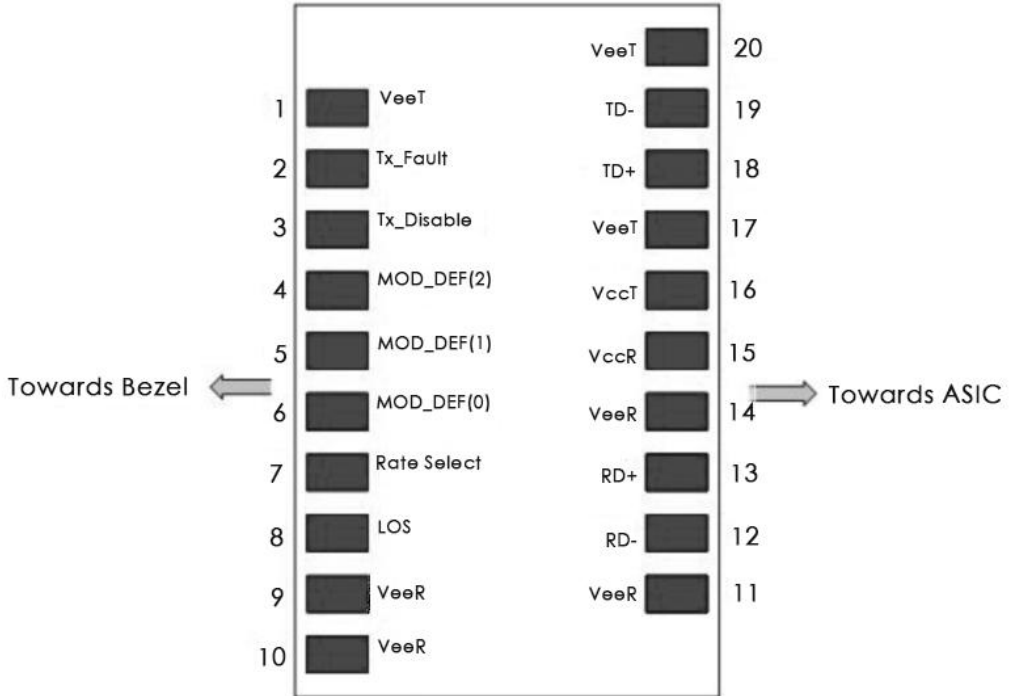 VeeT 20
1 VeeT TD- 19
2 Tx_Fault TD+ 18
3 Tx_Disable VeeT 17
4 MOD_DEF(2) VccT 16
5 MOD_DEF(1) VccR 15
Towards Bezel Towards ASIC
6 MOD_DEF(0) VeeR 14
7 Rate Select RD+ 13
8 LOS RD- 12
9 VeeR VeeR 11
10 VeeR